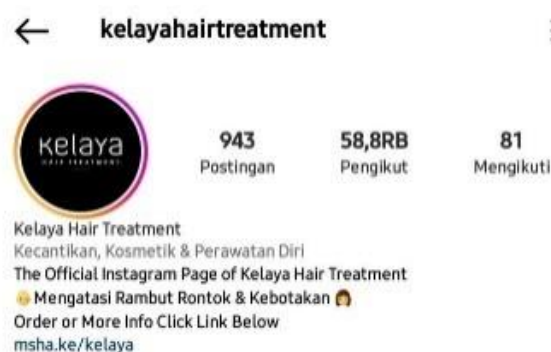 kelayahairtreatment
Kelaya
HAIR TREATMENT
943 58,8RB 81
Postingan Pengikut Mengikuti
Kelaya Hair Treatment
Kecantikan, Kosmetik & Perawatan Diri
The Official Instagram Page of Kelaya Hair Treatment
👴Mengatasi Rambut Rontok & Kebotakan 👩
Order or More Info Click Link Below
msha.ke/kelaya